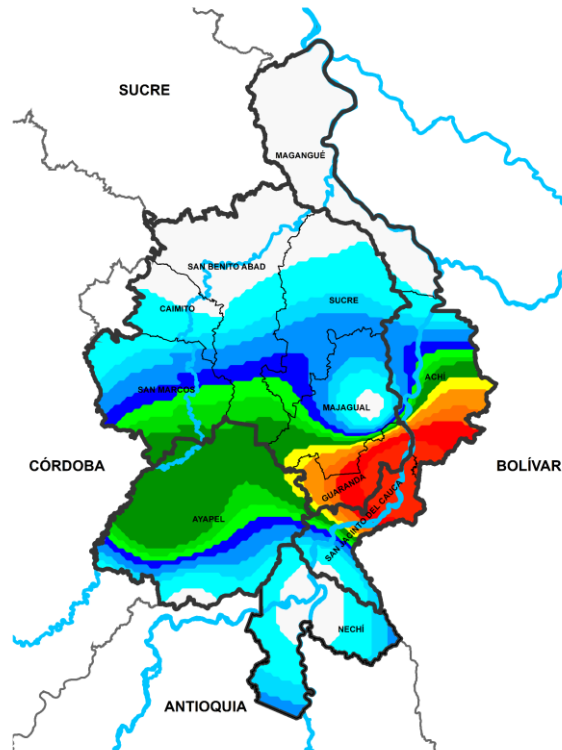 SUCRE
MAGANGUÉ
SAN BENITO ABAD
CAIMITO
SUCRE
SAN MARCOS
ACHÍ
MAJAGUAL
CÓRDOBA
BOLÍVAR
GUARANDA
AYAPEL
SAN JACINTO DEL CAUCA
NECHÍ
ANTIOQUIA